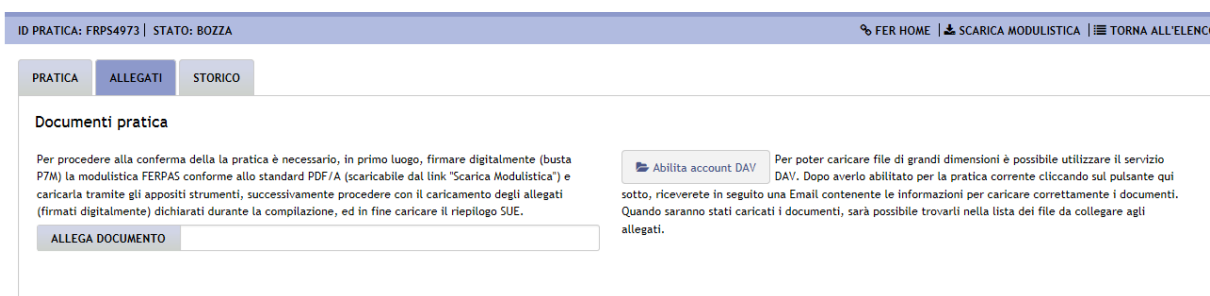 ID PRATICA: FRPS4973 | STATO: BOZZA
FER HOME | SCARICA MODULISTICA | TORNA ALL'ELENC
PRATICA ALLEGATI STORICO
Documenti pratica
Per procedere alla conferma della la pratica è necessario, in primo luogo, firmare digitalmente (busta
P7M) la modulistica FERPAS conforme allo standard PDF/A (scaricabile dal link "Scarica Modulistica") e
caricarla tramite gli appositi strumenti, successivamente procedere con il caricamento degli allegati
(firmati digitalmente) dichiarati durante la compilazione, ed in fine caricare il riepilogo SUE.
ALLEGA DOCUMENTO
Abilita account DAV
Per poter caricare file di grandi dimensioni è possibile utilizzare il servizio
DAV. Dopo averlo abilitato per la pratica corrente cliccando sul pulsante qui
sotto, riceverete in seguito una Email contenente le informazioni per caricare correttamente i documenti.
Quando saranno stati caricati i documenti, sarà possibile trovarli nella lista dei file da collegare agli
allegati.